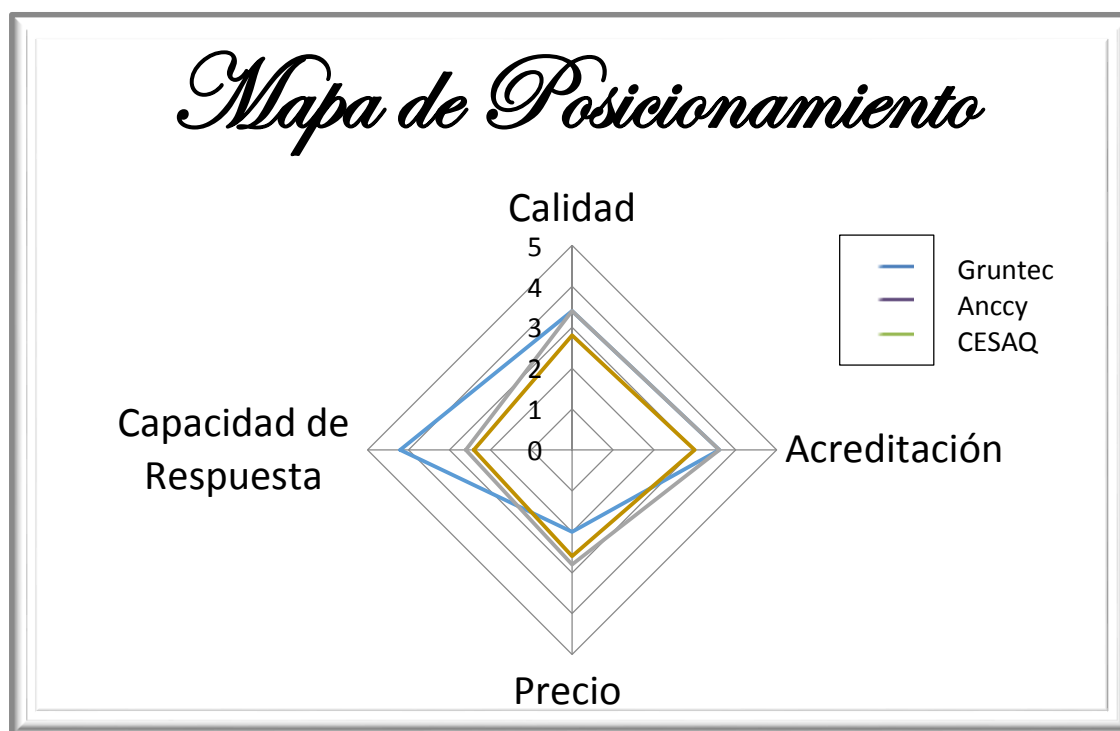 Mapa de Posicionamiento
Calidad
5
4
3
2
1
0
Gruntec
Anccy
CESAQ
Capacidad de
Respuesta
Acreditación
Precio